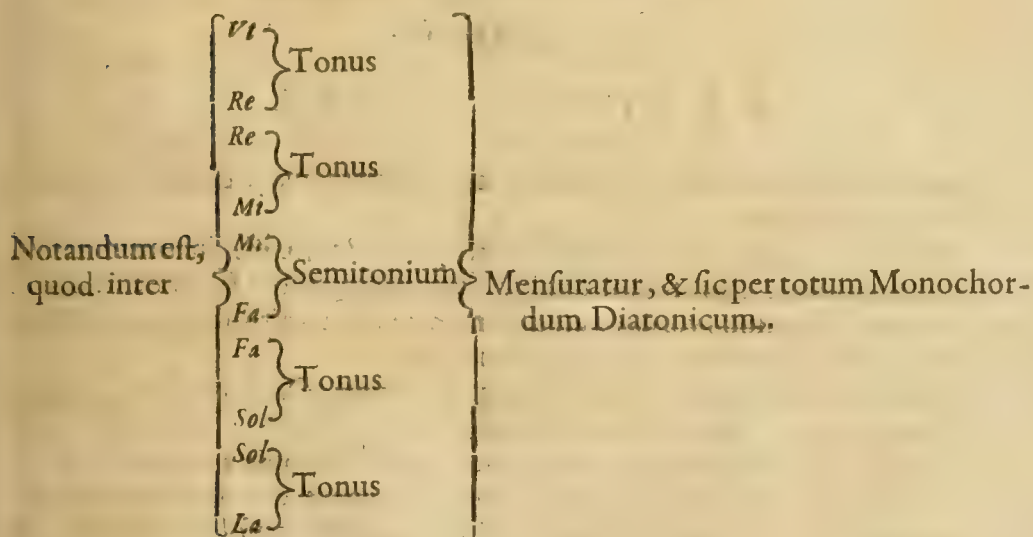 Vt
Tonus
Re
Re
Tonus
Mi
Notandum eſt, quod inter
Mi
Semitonium
Fa
Menſuratur, & ſic per totum Monochor-
dum Diatonicum.
Fa
Tonus
Sol
Sol
Tonus
La